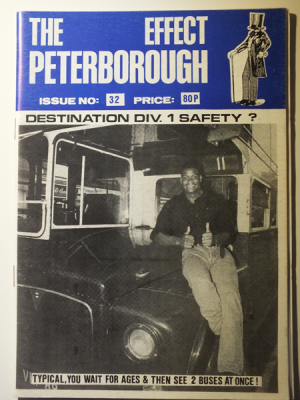 THE EFFECT
PETERBOROUGH
ISSUE NO: 32 PRICE: 80P
DESTINATION DIV. 1 SAFETY ?
TYPICAL, YOU WAIT FOR AGES & THEN SEE 2 BUSES AT ONCE !